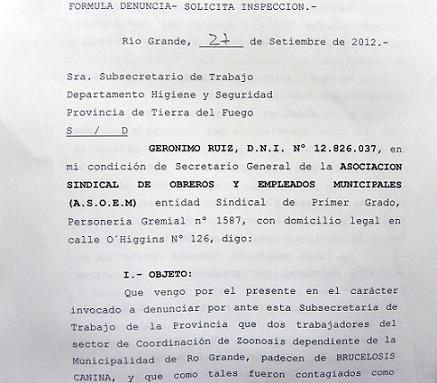 FORMULA DENUNCIA- SOLICITA INSPECCION.-
Río Grande, 27 de Setiembre de 2012.-
Sra. Subsecretario de Trabajo
Departamento Higiene y Seguridad
Provincia de Tierra del Fuego
S / D
GERONIMO RUIZ, D.N.I. N° 12.826.037, en
mi condición de Secretario General de la ASOCIACION
SINDICAL DE OBREROS Y EMPLEADOS MUNICIPALES
(A.S.O.E.M) entidad Sindical de Primer Grado,
Personería Gremial n° 1587, con domicilio legal en
calle O´Higgins N° 126, digo:
I.- OBJETO:
Que vengo por el presente en el carácter
invocado a denunciar por ante esta Subsecretaría de
Trabajo de la Provincia que dos trabajadores del
sector de Coordinación de Zoonosis dependiente de la
Municipalidad de Ro Grande, padecen de BRUCELOSIS
CANINA, y que como tales fueron contagiados como